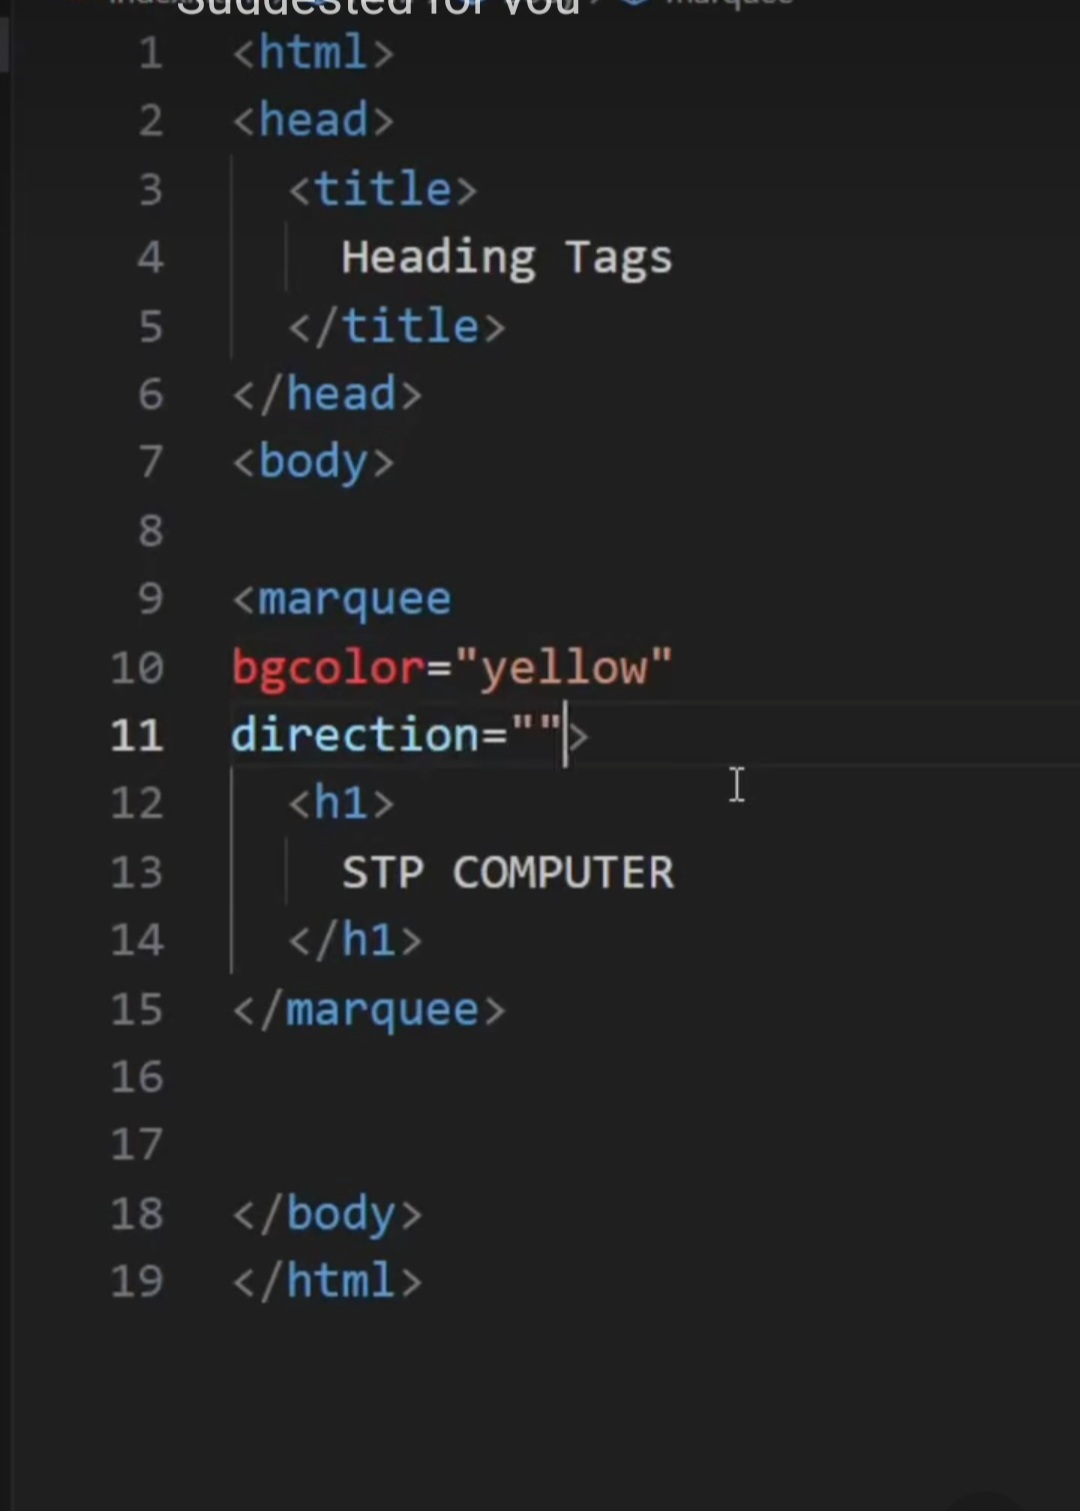 Suggested for you
marquee
1 <html>
2 <head>
3 <title>
4 Heading Tags
5 </title>
6 </head>
7 <body>
8
9 <marquee
10 bgcolor="yellow"
11 direction="">
12 <h1>
13 STP COMPUTER
14 </h1>
15 </marquee>
16
17
18 </body>
19 </html>